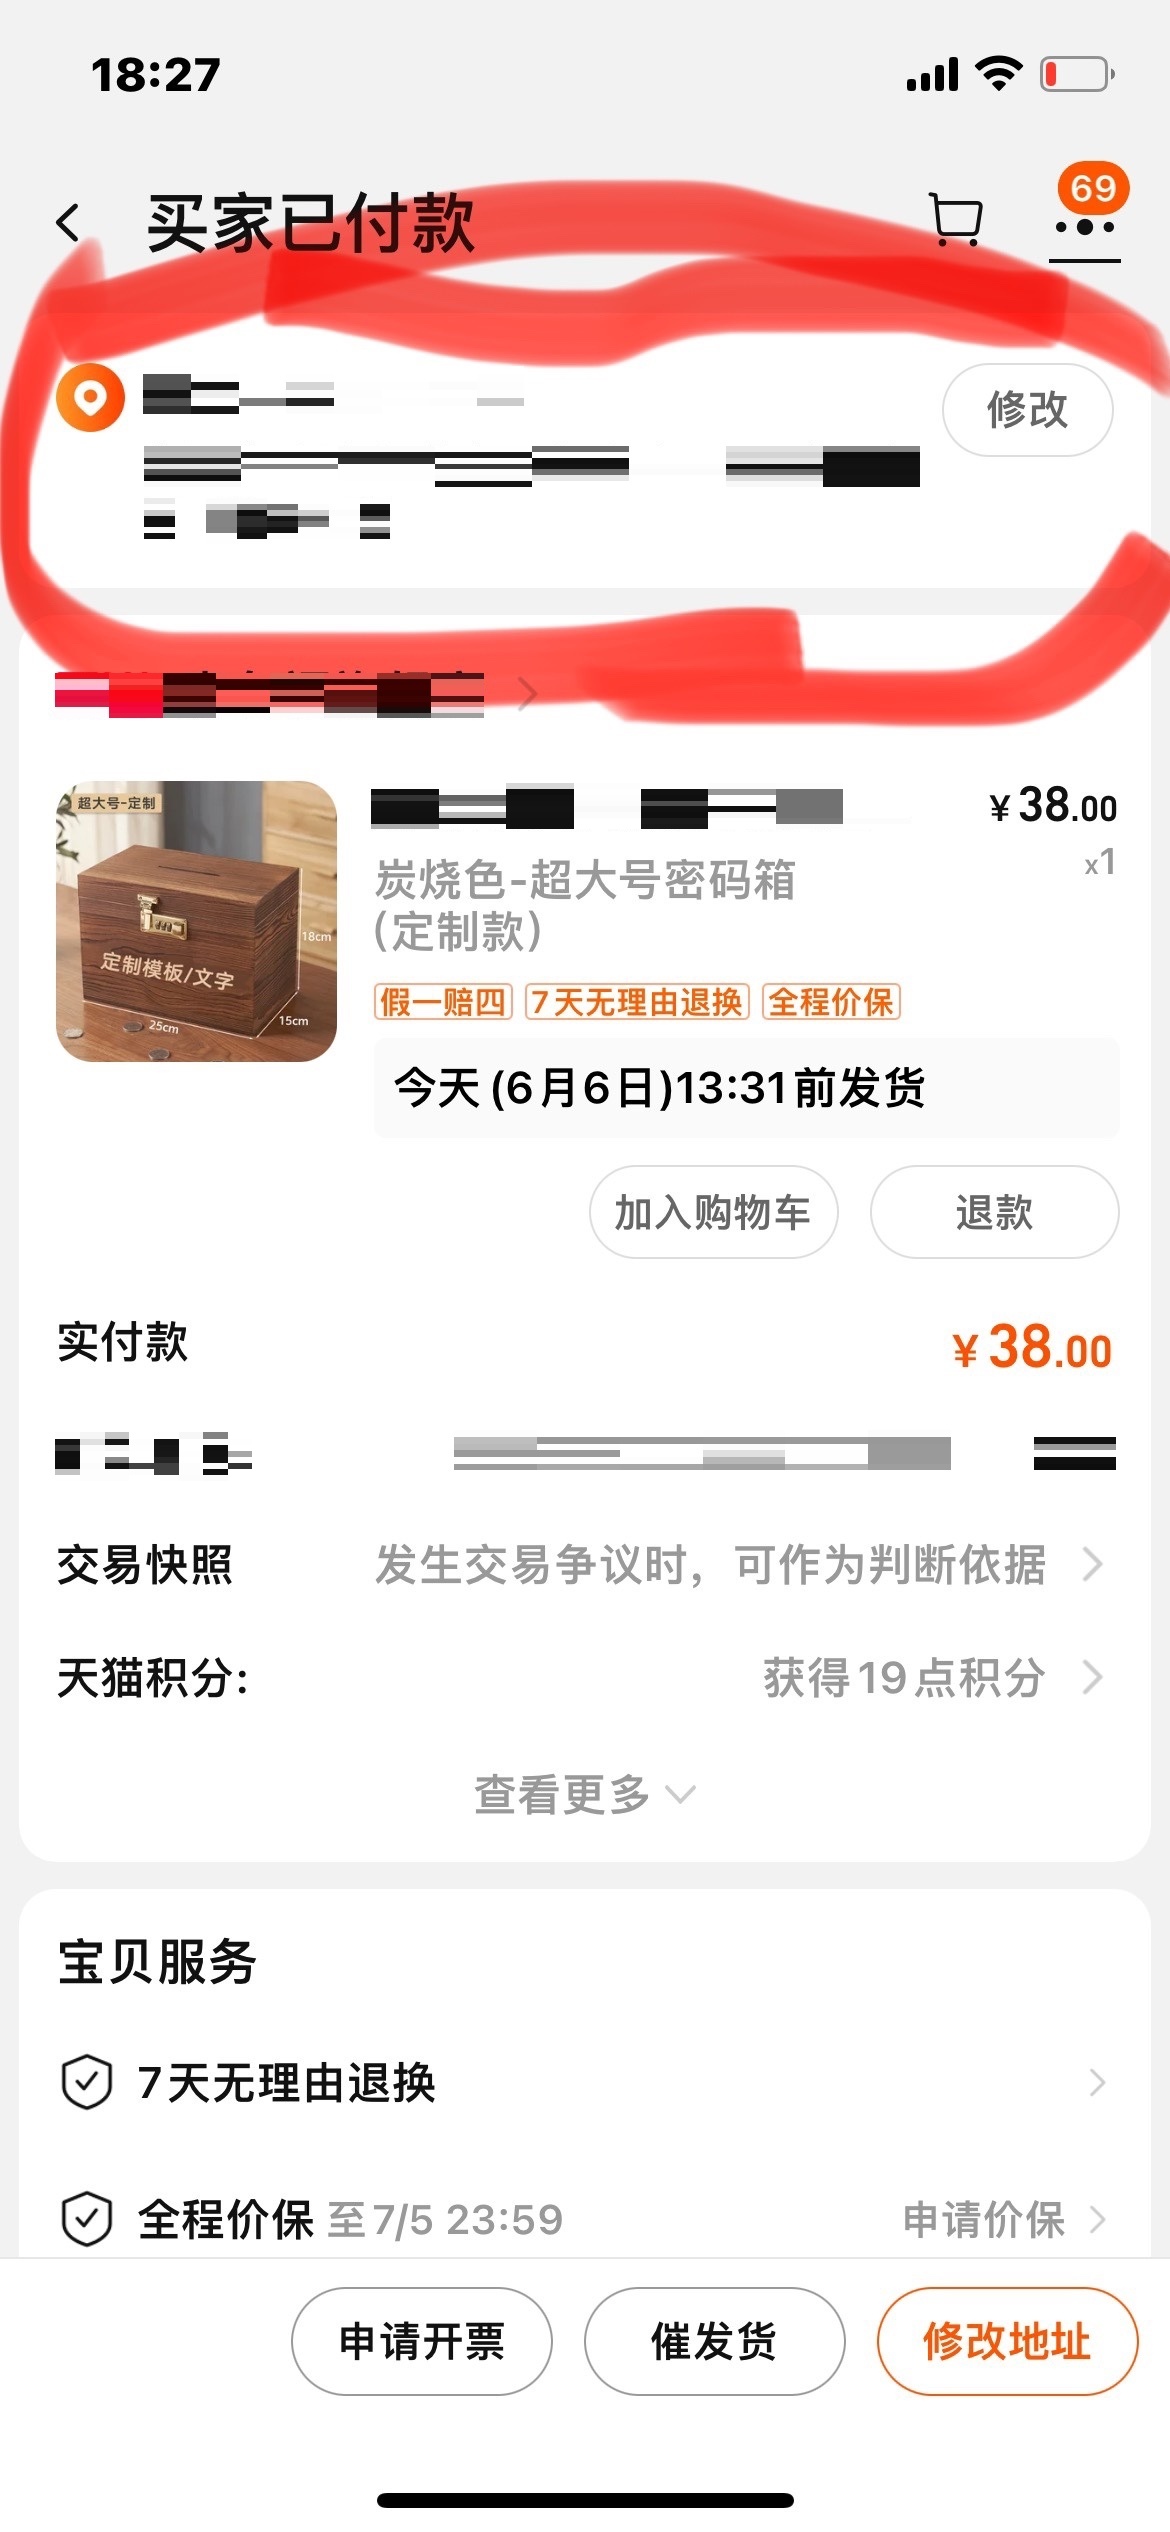 18:27
69
买家已付款
修改
超大号-定制
定制模板/文字
18cm
15cm
25cm
¥38.00
x1
炭烧色-超大号密码箱
(定制款)
假一赔四 7天无理由退换 全程价保
今天(6月6日)13:31前发货
加入购物车 退款
实付款 ¥38.00
交易快照 发生交易争议时，可作为判断依据
天猫积分: 获得19点积分
查看更多
宝贝服务
7天无理由退换
全程价保 至7/5 23:59 申请价保
申请开票 催发货 修改地址